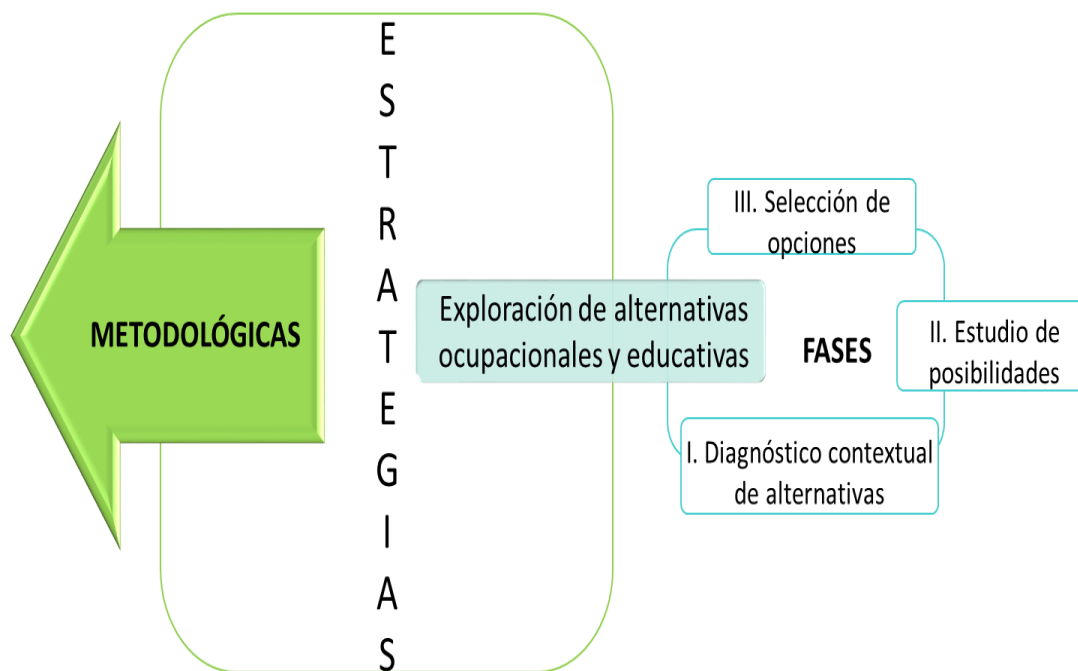 ESTRATEGIAS
METODOLÓGICAS
Exploración de alternativas
ocupacionales y educativas
FASES
III. Selección de
opciones
II. Estudio de
posibilidades
I. Diagnóstico contextual
de alternativas